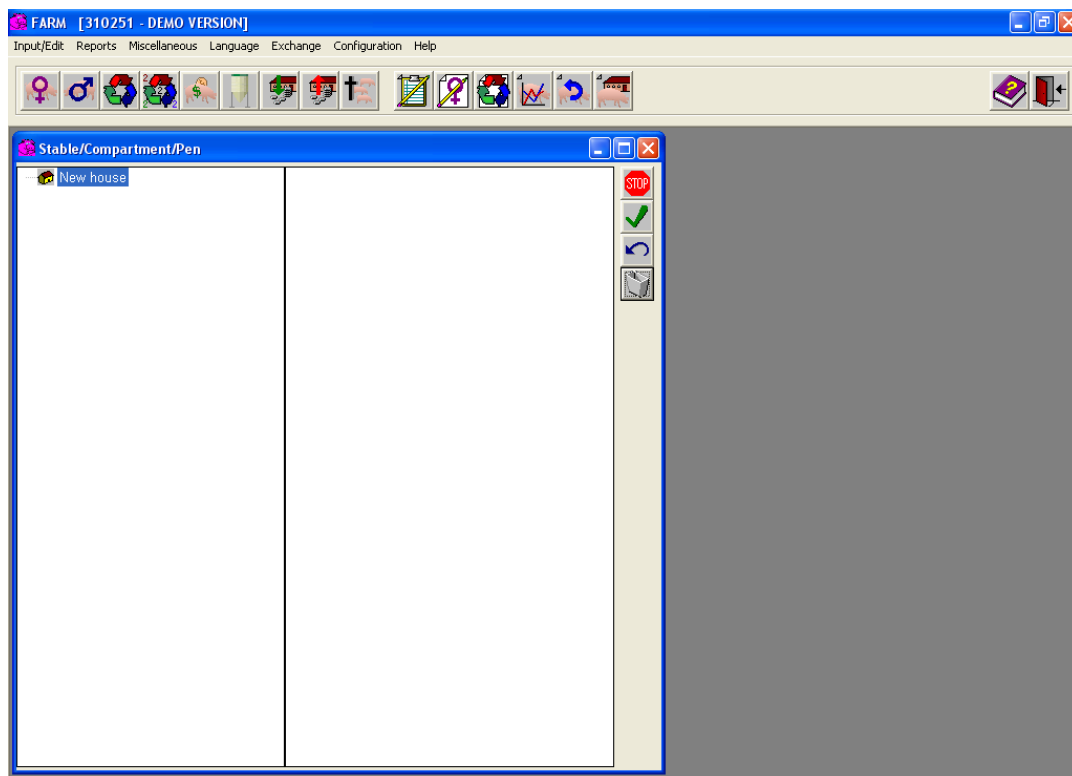 FARM [310251 - DEMO VERSION]
Input/Edit Reports Miscellaneous Language Exchange Configuration Help
Stable/Compartment/Pen
New house
STOP